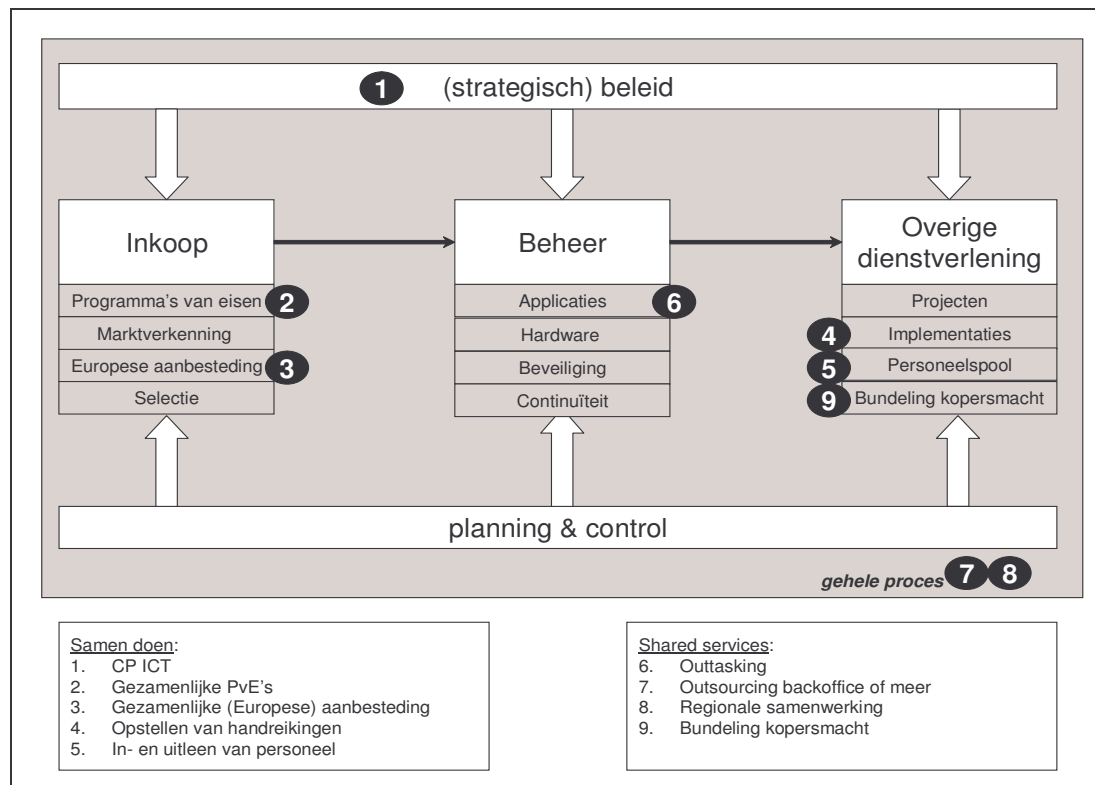 1 (strategisch) beleid
Inkoop
Programma's van eisen 2
Marktverkenning
Europese aanbesteding 3
Selectie
Beheer
Applicaties 6
Hardware
Beveiliging
Continuïteit
Overige
dienstverlening
Projecten
4 Implementaties
5 Personeelspool
9 Bundeling kopersmacht
planning & control
gehele proces 7 8
Samen doen:
1. CP ICT
2. Gezamenlijke PvE's
3. Gezamenlijke (Europese) aanbesteding
4. Opstellen van handreikingen
5. In- en uitleen van personeel
Shared services:
6. Outtasking
7. Outsourcing backoffice of meer
8. Regionale samenwerking
9. Bundeling kopersmacht